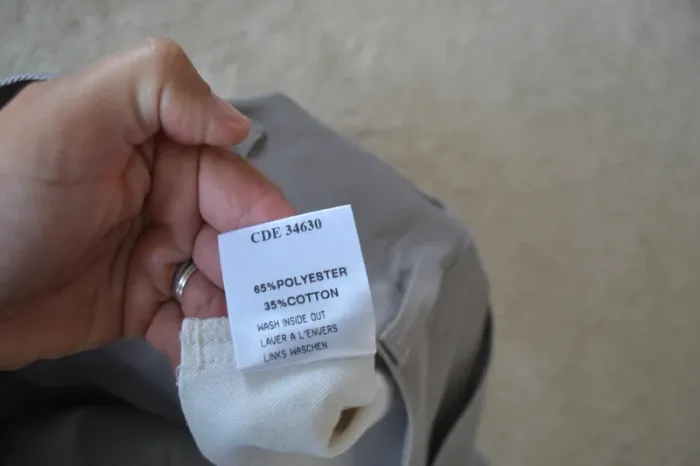 CDE 34630
65%POLYESTER
35%COTTON
WASH INSIDE OUT
LAVER A L'ENVERS
LINKS WASCHEN